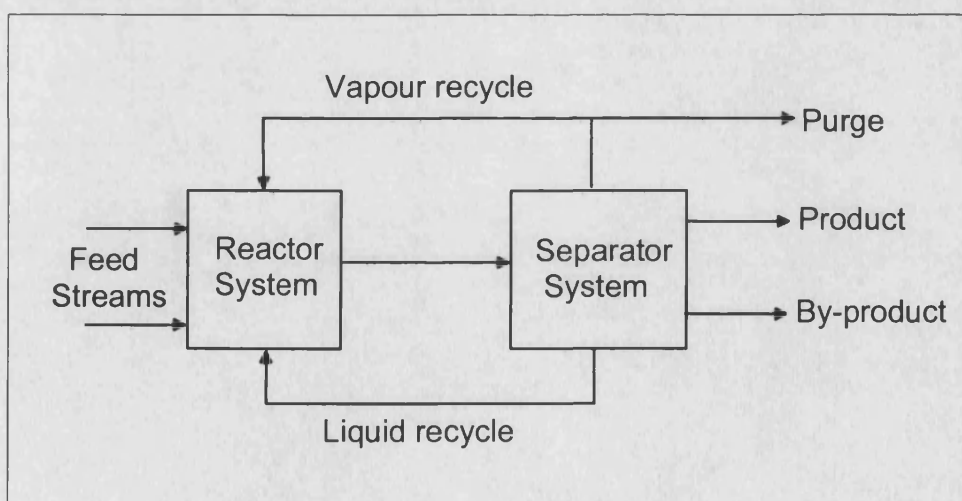 Vapour recycle
Purge
Feed
Streams
Reactor
System
Separator
System
Product
By-product
Liquid recycle